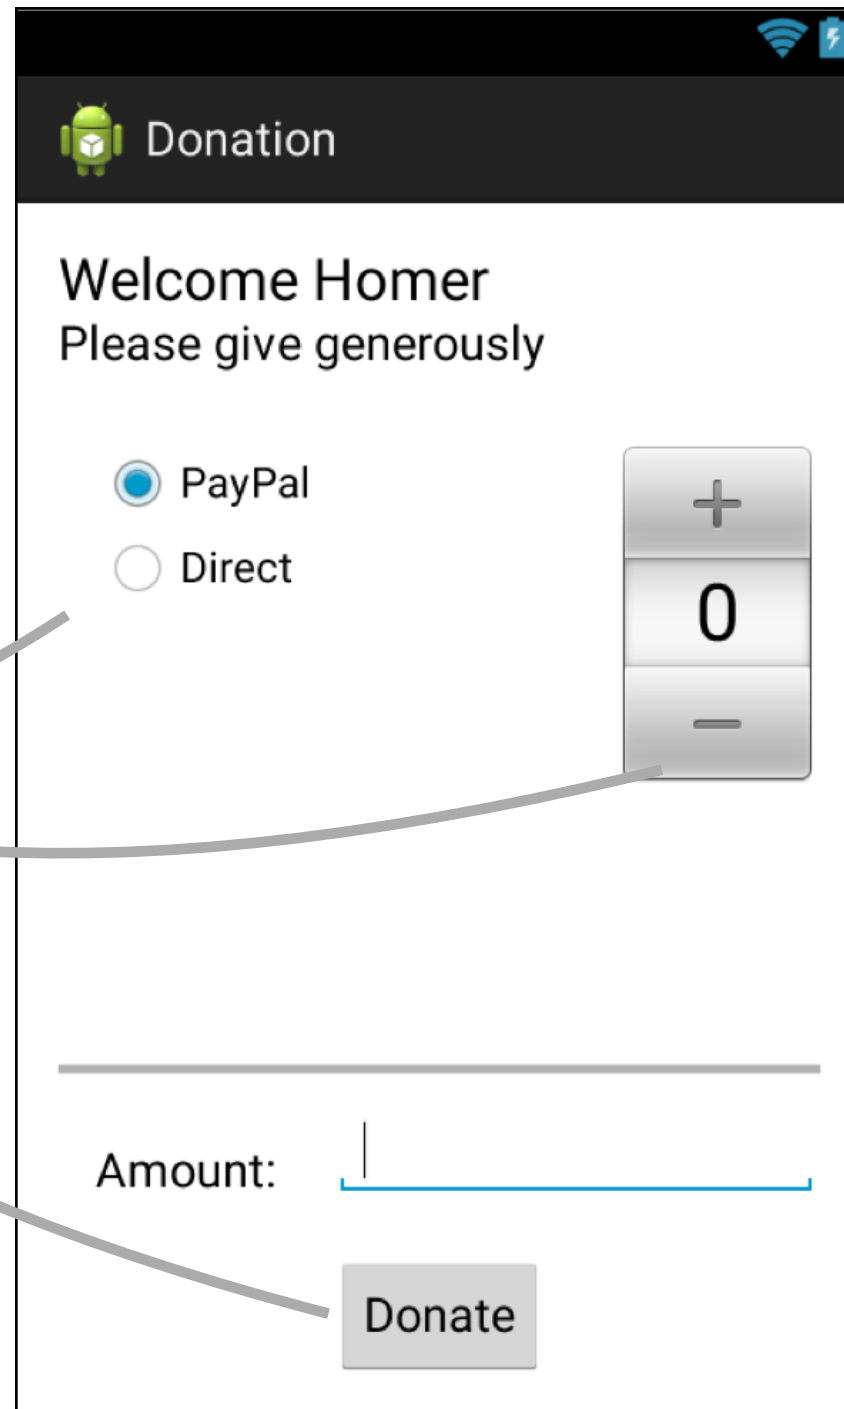 Donation
Welcome Homer
Please give generously
PayPal
+
Direct
0
−
Amount:
Donate